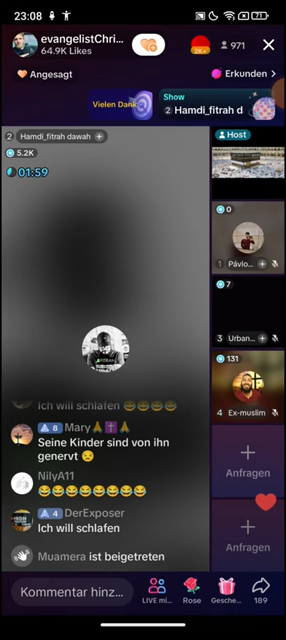 23:08
71
evangelistChri...
64.9K Likes
971
Angesagt
Erkunden >
Vielen Dank
Show
2 Hamdi_fitrah d
2 Hamdi_fitrah dawah +
5.2K
01:59
Host
0
1 Pávlo... +
7
3 Urban... +
131
4 Ex-muslim
+
Anfragen
+
Anfragen
Ich will schlafen 😅😅😅😅
8 Mary🙏✝️🙏
Seine Kinder sind von ihn
genervt 😒
NilyA11
😂😂😂😂😂😂😂😂
4 DerExposer
Ich will schlafen
Muamera ist beigetreten
Kommentar hinz...
LIVE mi...
Rose
Gesche...
189